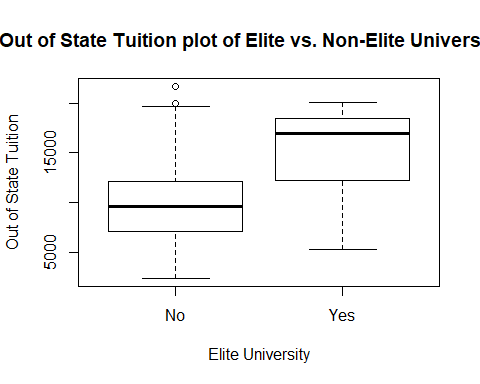 Out of State Tuition plot of Elite vs. Non-Elite Univers
Out of State Tuition
15000
5000
No Yes
Elite University